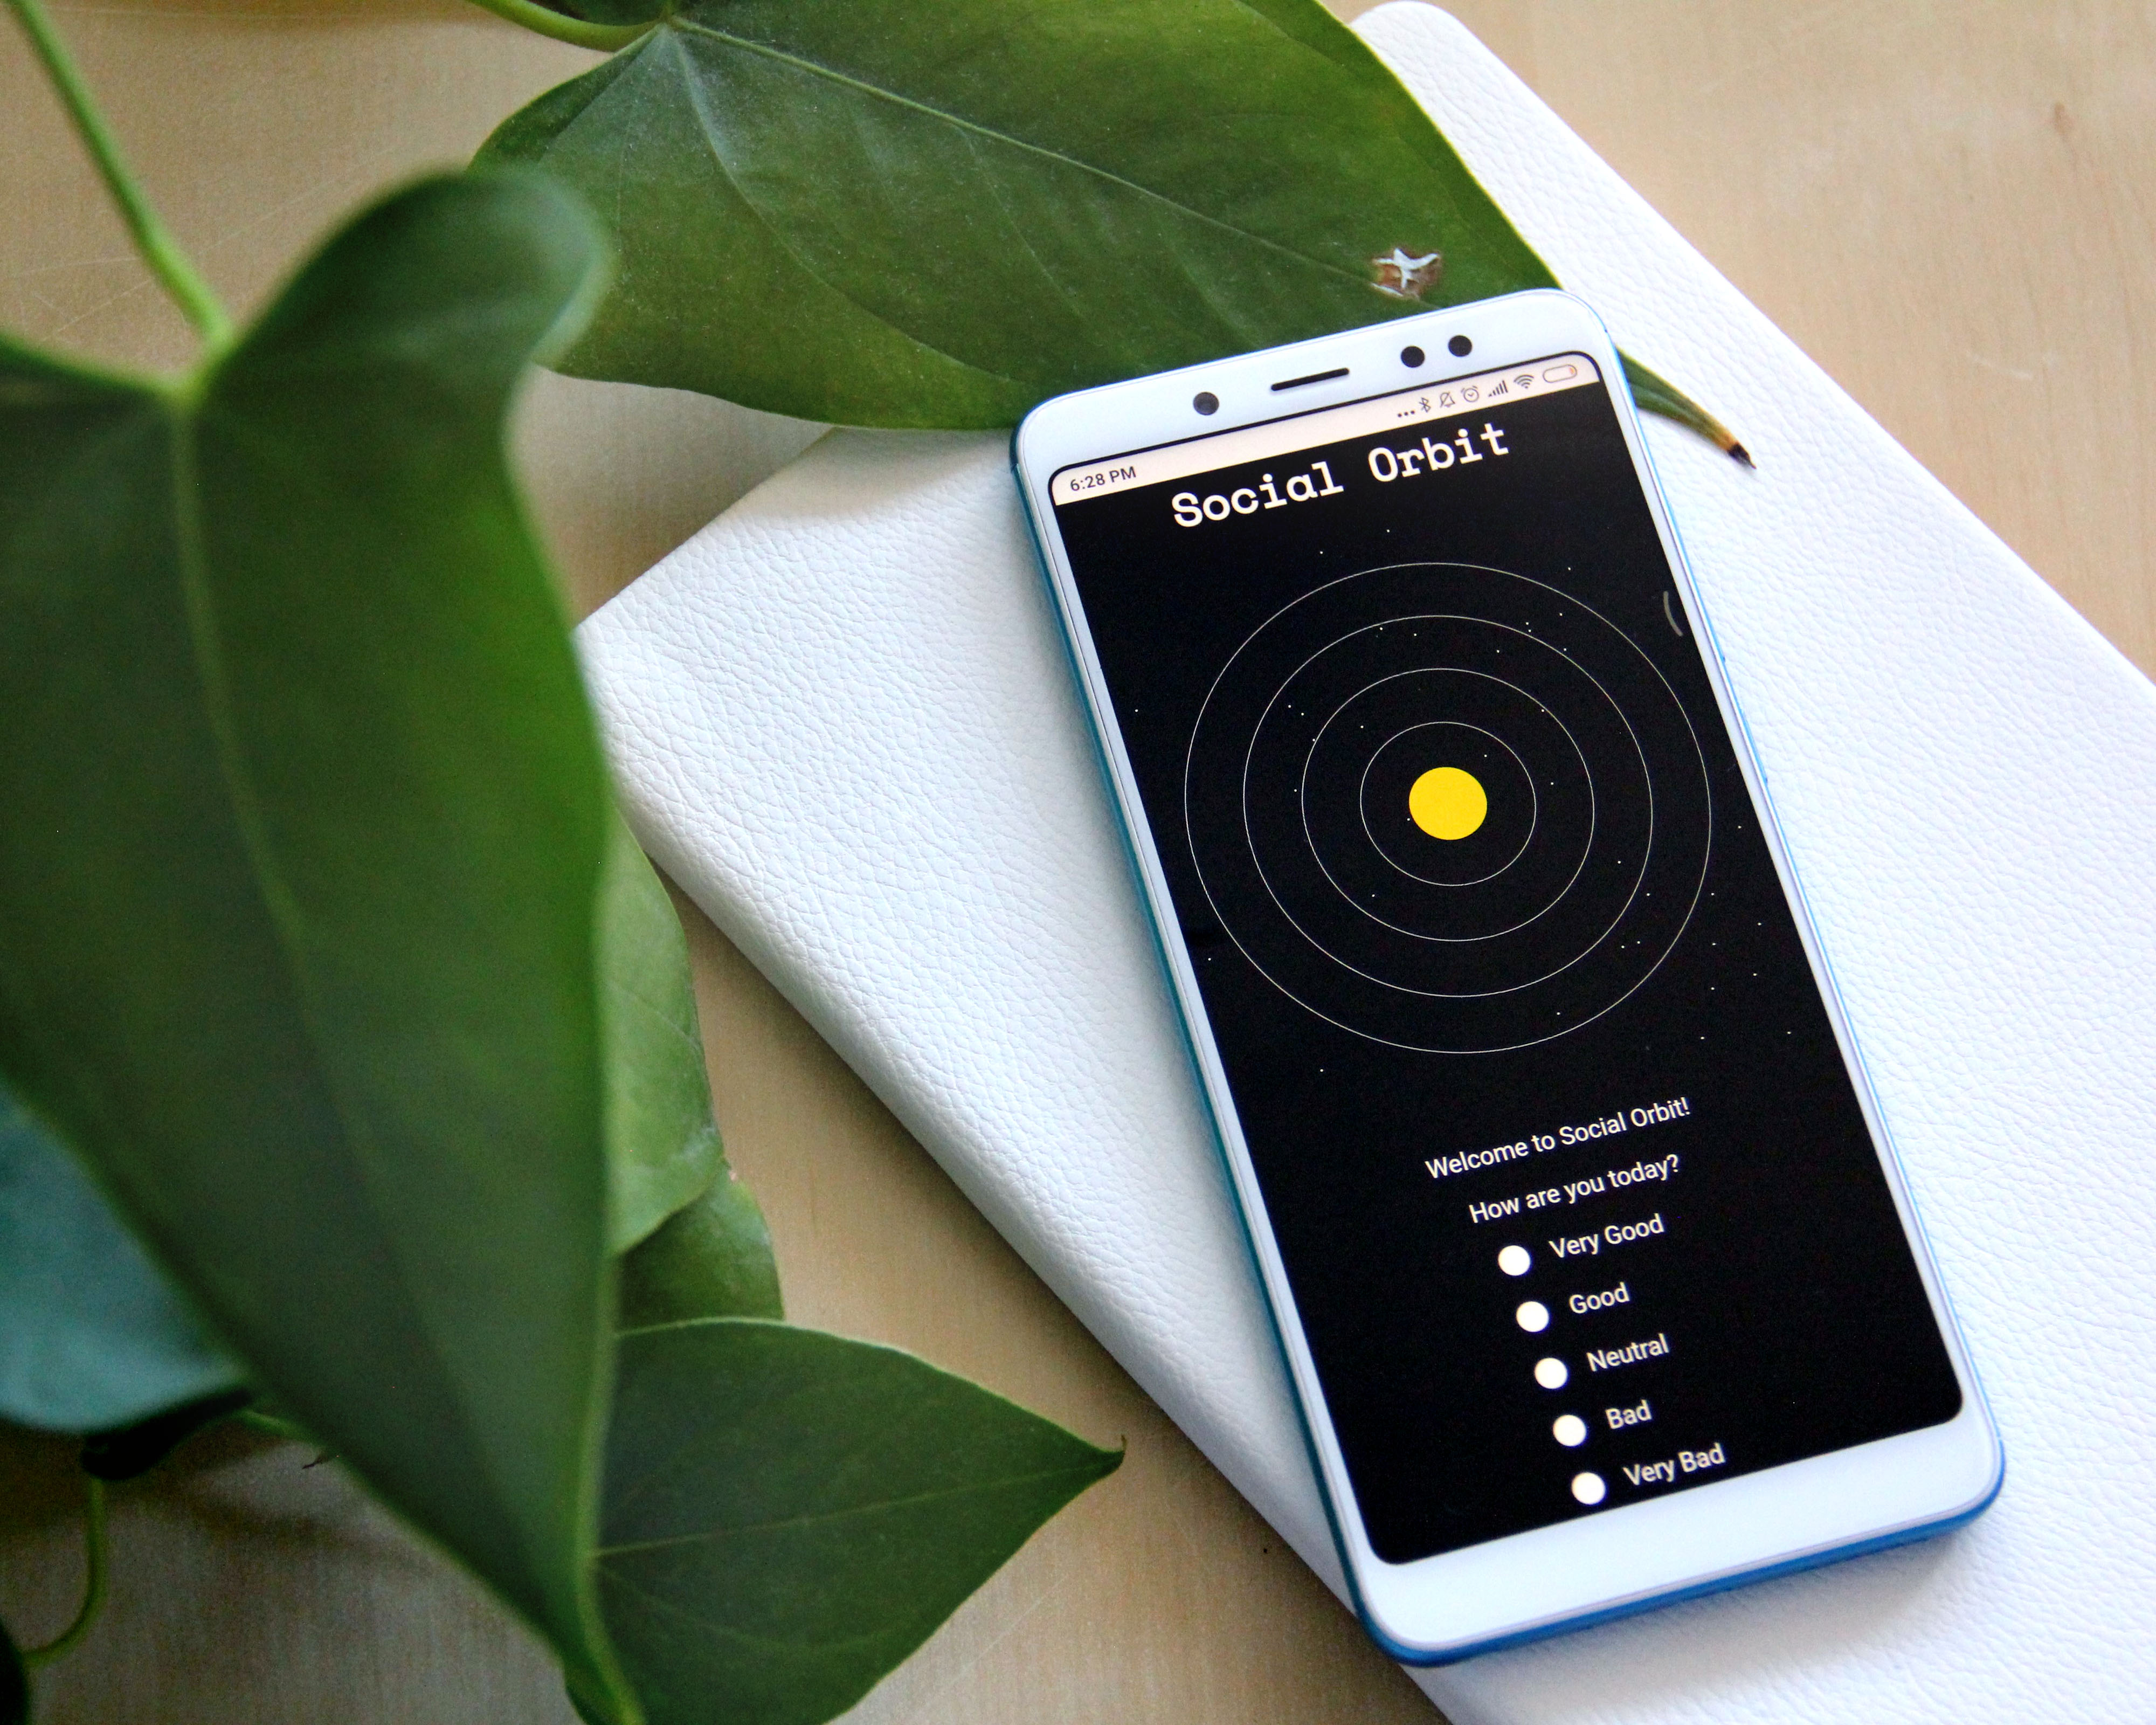 6:28 PM
Social Orbit
Welcome to Social Orbit!
How are you today?
Very Good
Good
Neutral
Bad
Very Bad